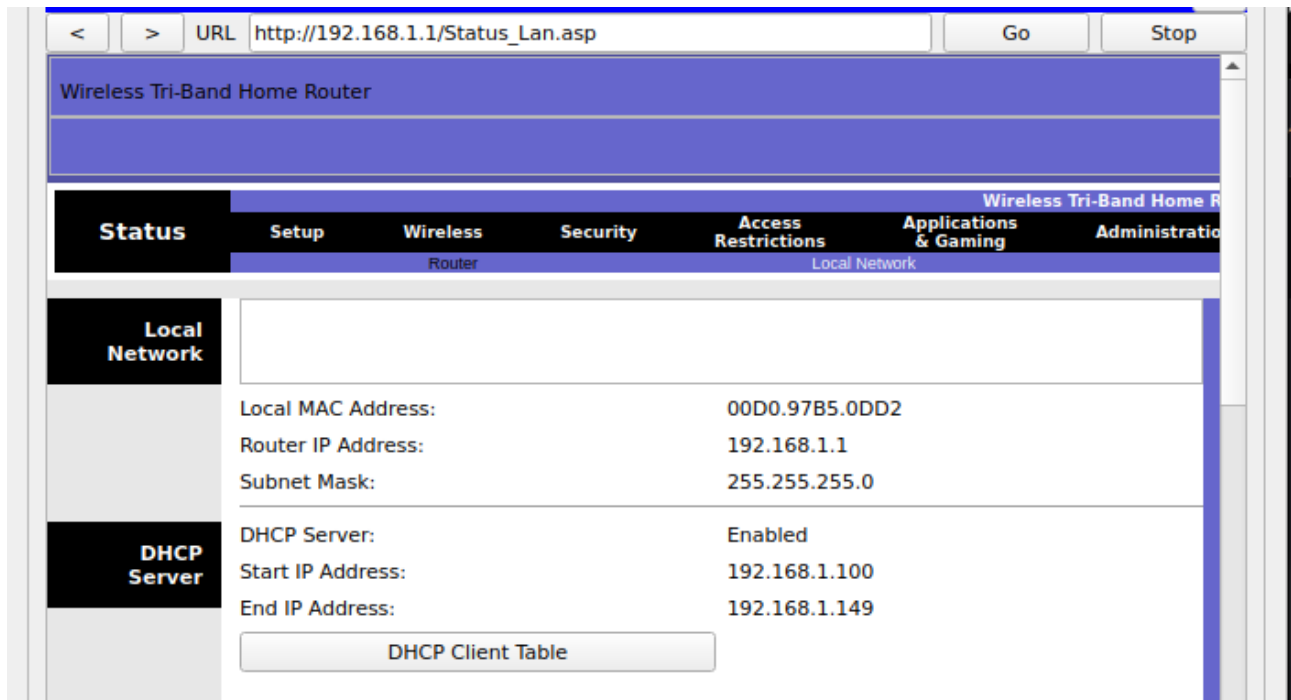 < > URL http://192.168.1.1/Status_Lan.asp Go Stop
Wireless Tri-Band Home Router
Wireless Tri-Band Home R
Status Setup Wireless Security Access Restrictions Applications & Gaming Administratio
Router Local Network
Local Network
Local MAC Address: 00D0.97B5.0DD2
Router IP Address: 192.168.1.1
Subnet Mask: 255.255.255.0
DHCP Server
DHCP Server: Enabled
Start IP Address: 192.168.1.100
End IP Address: 192.168.1.149
DHCP Client Table